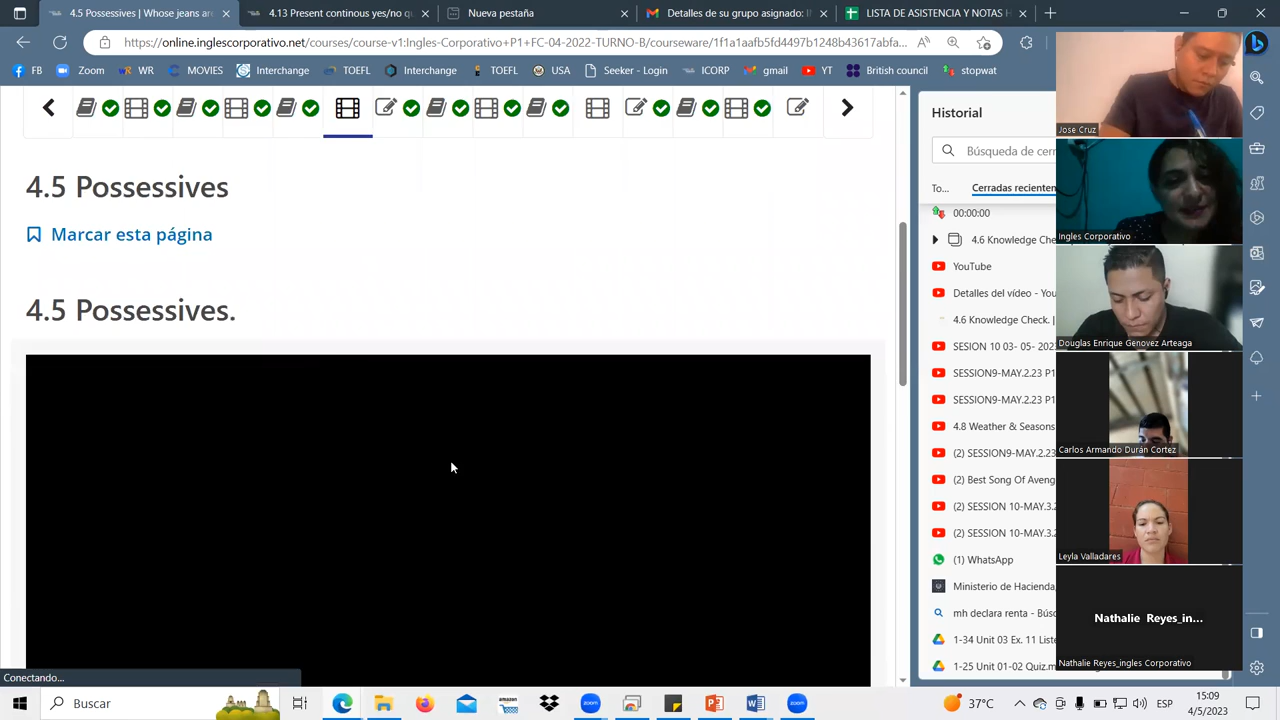 4.5 Possessives | Whose jeans are
4.13 Present continous yes/no qu
Nueva pestaña
Detalles de su grupo asignado: I
LISTA DE ASISTENCIA Y NOTAS H
https://online.inglescorporativo.net/courses/course-v1:Ingles-Corporativo+P1+FC-04-2022-TURNO-B/courseware/1f1a1aafb5fd4497b1248b43617abfa...
FB
Zoom
WR
MOVIES
Interchange
TOEFL
Interchange
TOEFL
USA
Seeker - Login
ICORP
gmail
YT
British council
stopwat
4.5 Possessives
Marcar esta página
4.5 Possessives.
Conectando...
Historial
Búsqueda de cerr
To...
Cerradas recientemen
00:00:00
4.6 Knowledge Che
YouTube
Detalles del vídeo - You
4.6 Knowledge Check. |
SESION 10 03- 05- 202
SESSION9-MAY.2.23 P1
SESSION9-MAY.2.23 P1
4.8 Weather & Seasons
(2) SESSION9-MAY.2.23
(2) Best Song Of Aveng
(2) SESSION 10-MAY.3.2
(2) SESSION 10-MAY.3.2
(1) WhatsApp
Ministerio de Hacienda,
mh declara renta - Bús
1-34 Unit 03 Ex. 11 Liste
1-25 Unit 01-02 Quiz.m
Jose Cruz
Ingles Corporativo
Douglas Enrique Genovez Arteaga
Carlos Armando Durán Cortez
Leyla Valladares
Nathalie Reyes_in...
Nathalie Reyes_ingles Corporativo
Buscar
37°C
ESP
15:09
4/5/2023